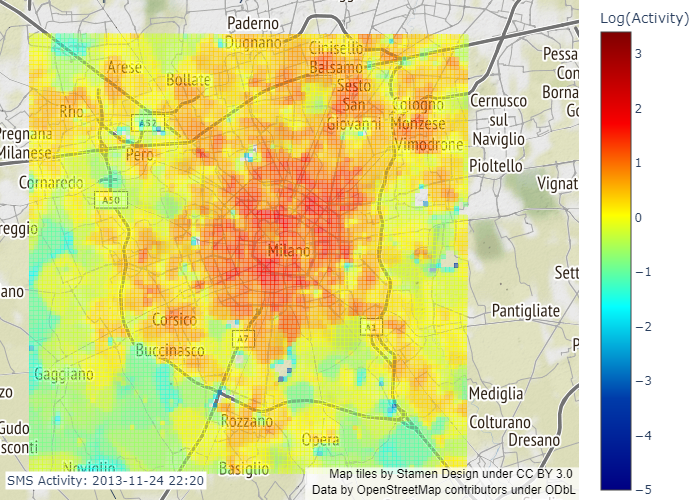 Log(Activity)
Paderno
Dugnano
Cinisello
Balsamo
Arese
Bollate
Sesto
San
Giovanni
Rho
A52
Cologno
Monzese
Vimodrone
Cernusco
sul
Naviglio
Pessa
Con
Borna
Go
Pregnana
Milanese
Pero
Pioltello
Cornaredo
A50
Vignat
reggio
Milano
Sett
ano
Pantigliate
Corsico
A7
A1
P
Buccinasco
Gaggiano
zo
Mediglia
Rozzano
Colturano
Gudo
sconti
Opera
Dresano
Noviglio
Basiglio
3
2
1
0
−1
−2
−3
−4
−5
SMS Activity: 2013-11-24 22:20
Map tiles by Stamen Design under CC BY 3.0
Data by OpenStreetMap contributors under ODbL